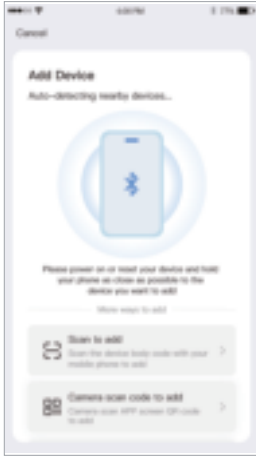 Cancel
Add Device
Auto-detecting nearby devices...
Please power on or reset your device and hold
your phone as close as possible to the
device you want to add
More ways to add
Scan to add
Scan the device body code with your
mobile phone to add
Camera scan code to add
Camera scan APP screen QR code
to add